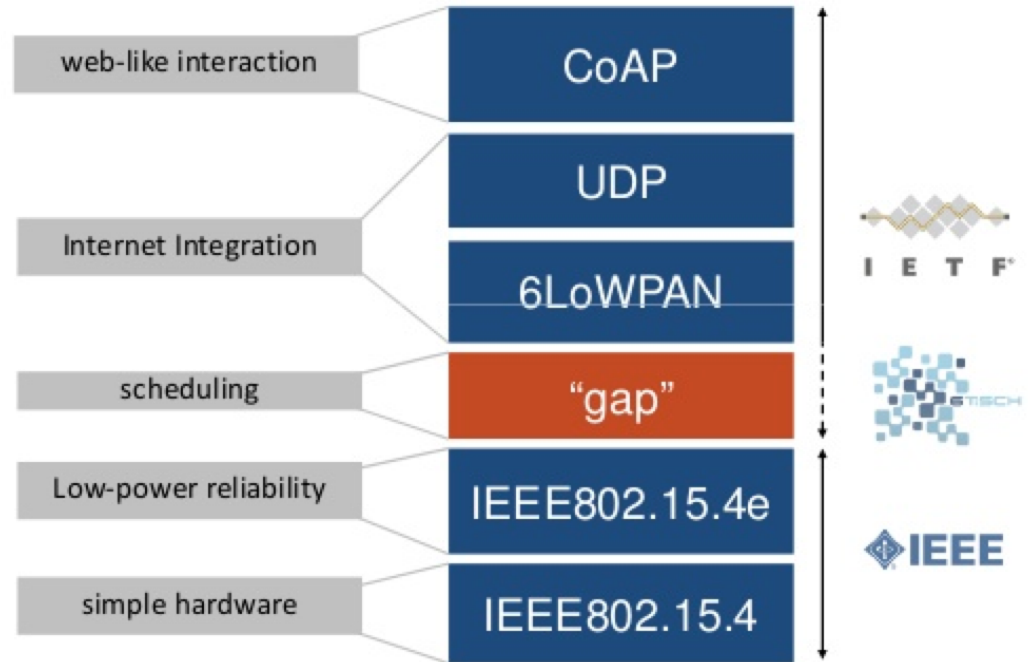 web-like interaction
CoAP
UDP
Internet Integration
6LoWPAN
I E T F®
scheduling
“gap”
6TiSCH
Low-power reliability
IEEE802.15.4e
IEEE
simple hardware
IEEE802.15.4